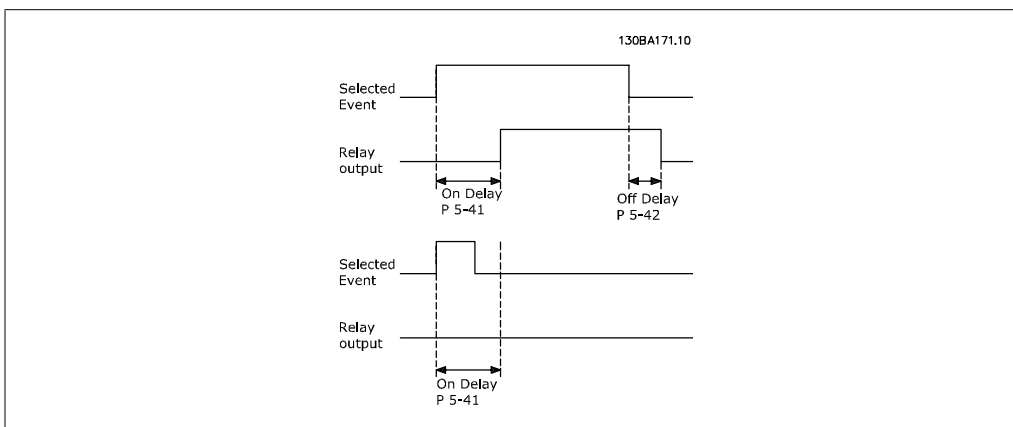 130BA171.10
Selected
Event
Relay
output
On Delay
P 5-41
Off Delay
P 5-42
Selected
Event
Relay
output
On Delay
P 5-41